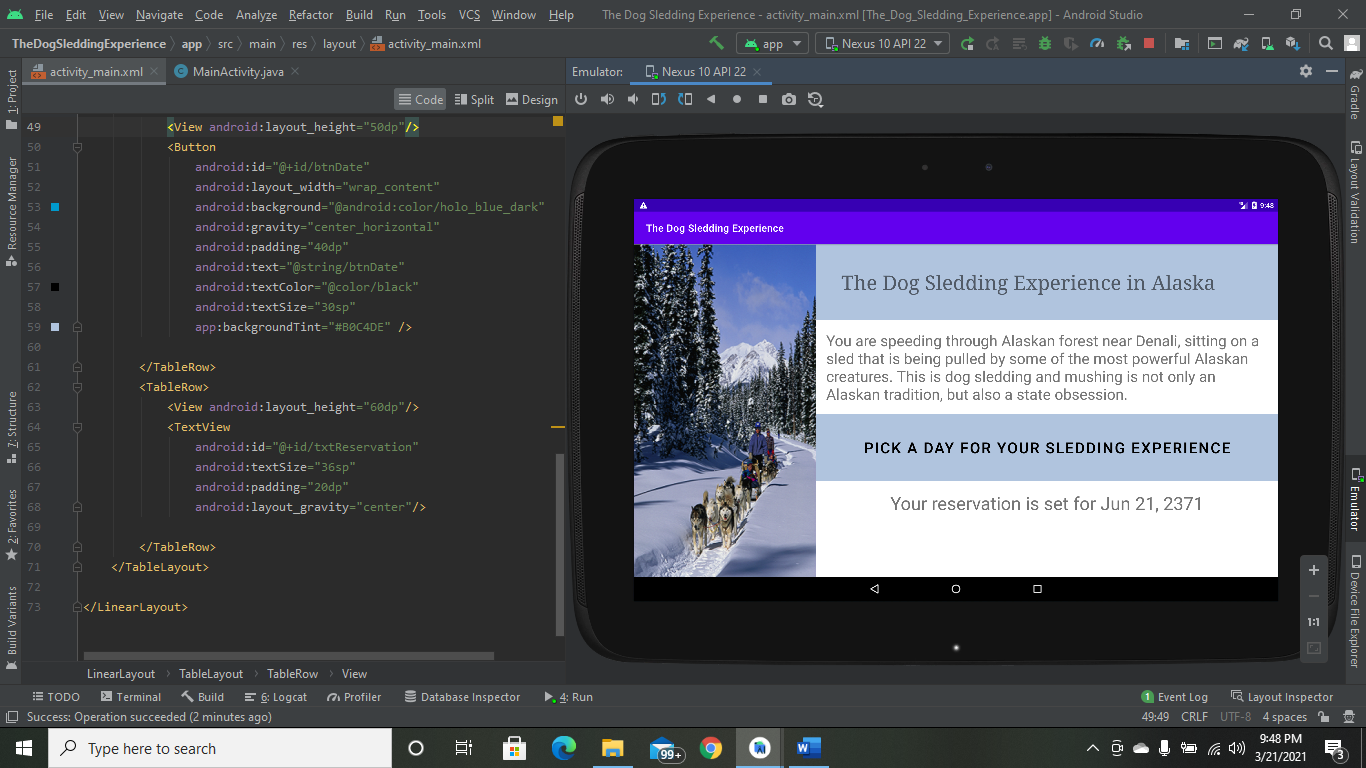 File Edit View Navigate Code Analyze Refactor Build Run Tools VCS Window Help The Dog Sledding Experience - activity_main.xml [The_Dog_Sledding_Experience.app] - Android Studio
TheDogSleddingExperience app src main res layout activity_main.xml app Nexus 10 API 22
activity_main.xml MainActivity.java Emulator: Nexus 10 API 22
Code Split Design
1: Project
Resource Manager
7: Structure
2: Favorites
Build Variants
49 <View android:layout_height="50dp"/>
50 <Button
51 android:id="@+id/btnDate"
52 android:layout_width="wrap_content"
53 android:background="@android:color/holo_blue_dark"
54 android:gravity="center_horizontal"
55 android:padding="40dp"
56 android:text="@string/btnDate"
57 android:textColor="@color/black"
58 android:textSize="30sp"
59 app:backgroundTint="#B0C4DE" />
60
61 </TableRow>
62 <TableRow>
63 <View android:layout_height="60dp"/>
64 <TextView
65 android:id="@+id/txtReservation"
66 android:textSize="36sp"
67 android:padding="20dp"
68 android:layout_gravity="center"/>
69
70 </TableRow>
71 </TableLayout>
72
73 </LinearLayout>
9:48
The Dog Sledding Experience
The Dog Sledding Experience in Alaska
You are speeding through Alaskan forest near Denali, sitting on a
sled that is being pulled by some of the most powerful Alaskan
creatures. This is dog sledding and mushing is not only an
Alaskan tradition, but also a state obsession.
PICK A DAY FOR YOUR SLEDDING EXPERIENCE
Your reservation is set for Jun 21, 2371
1:1
Gradle
Layout Validation
Emulator
Device File Explorer
LinearLayout TableLayout TableRow View
TODO Terminal Build 6: Logcat Profiler Database Inspector 4: Run 1 Event Log Layout Inspector
Success: Operation succeeded (2 minutes ago) 49:49 CRLF UTF-8 4 spaces
Type here to search 99+ W 9:48 PM
3/21/2021 3